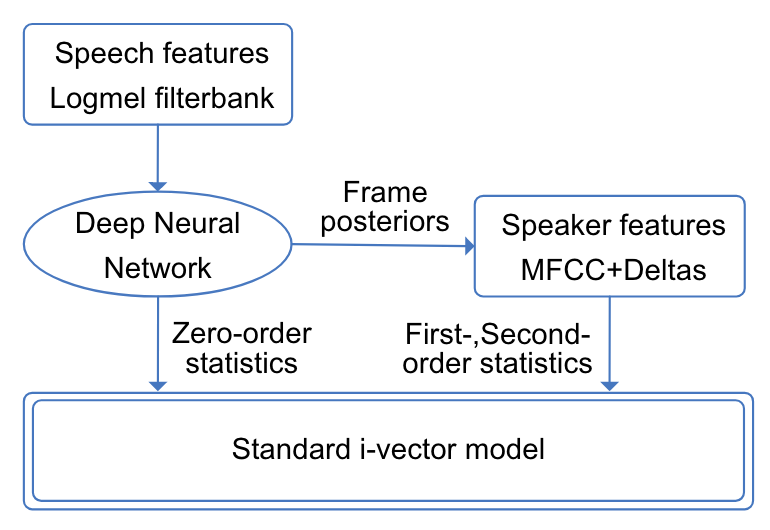 Speech features
Logmel filterbank
Deep Neural
Network
Frame
posteriors
Speaker features
MFCC+Deltas
Zero-order
statistics
First-,Second-
order statistics
Standard i-vector model